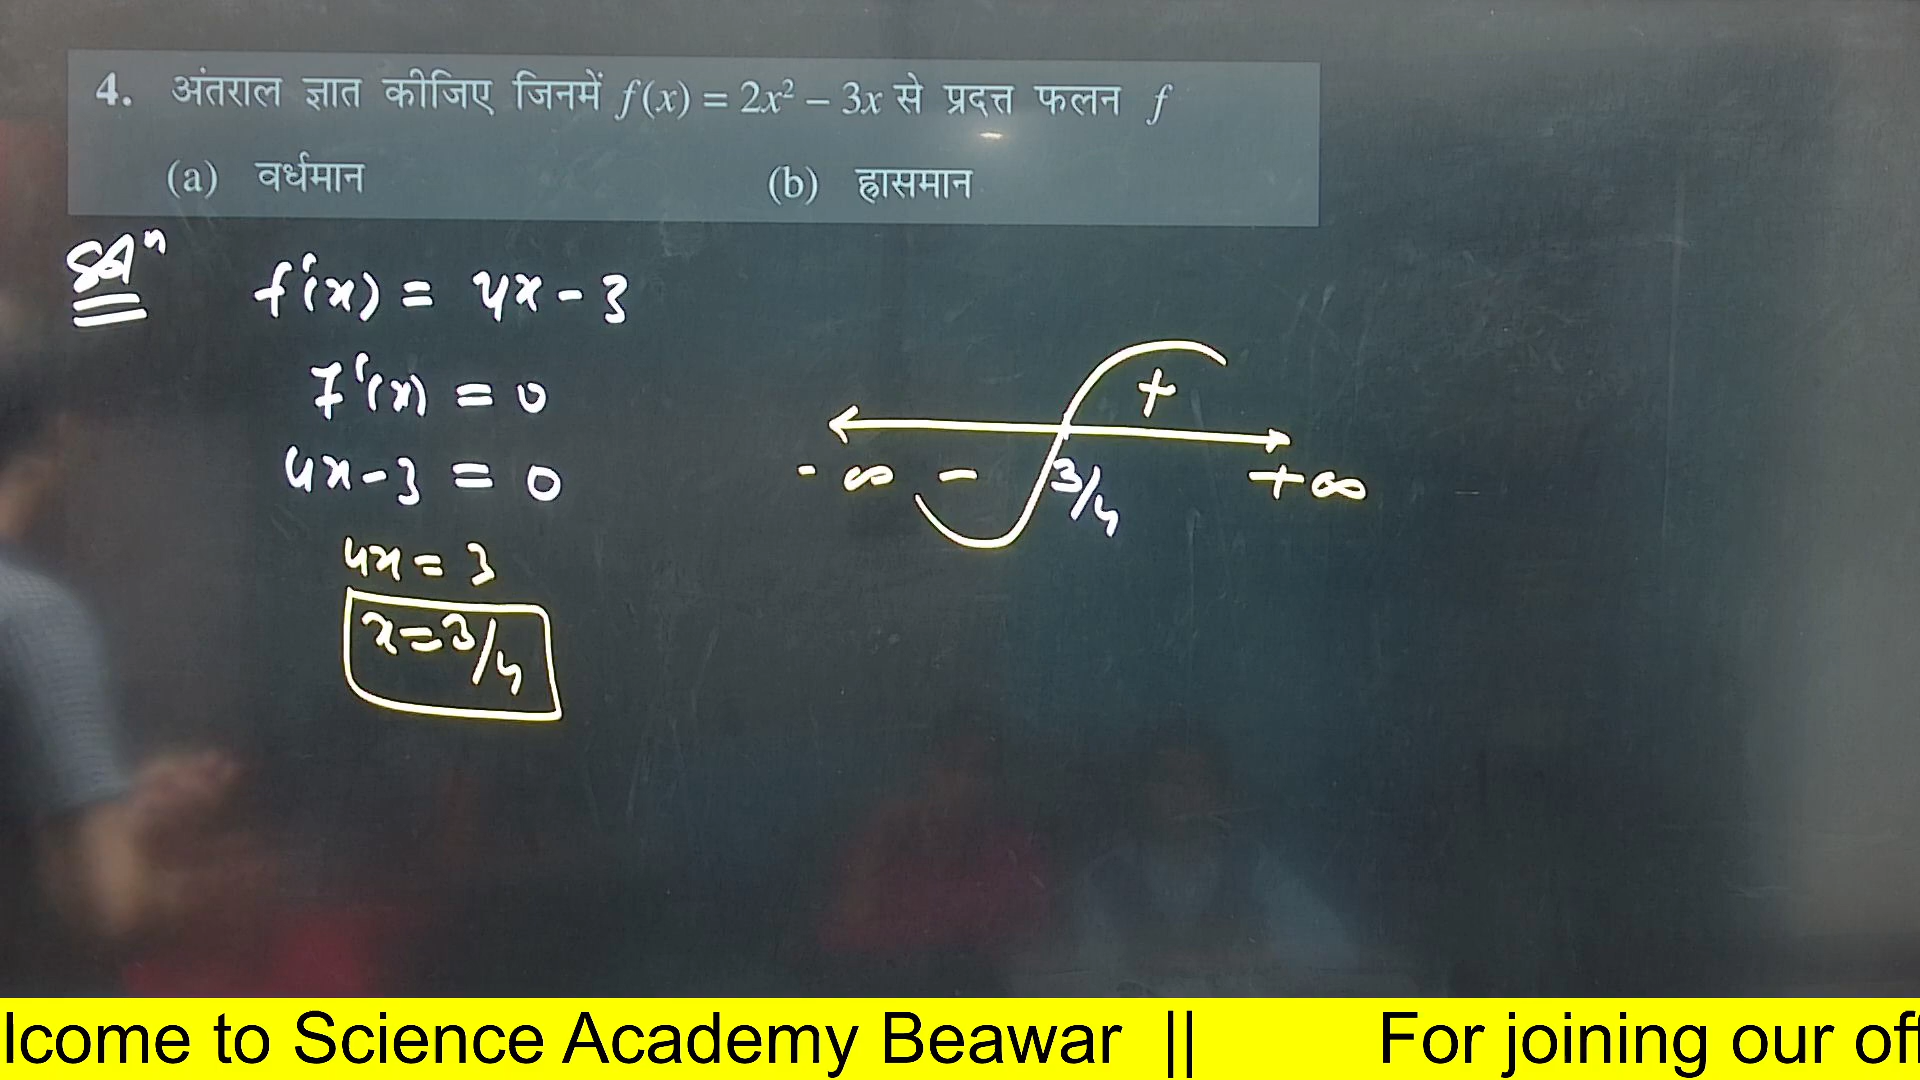 4. अंतराल ज्ञात कीजिए जिनमें f(x) = 2x² – 3x से प्रदत्त फलन f
(a) वर्धमान (b) ह्रासमान
Solⁿ f'(x) = 4x - 3
f'(x) = 0
4x - 3 = 0
4x = 3
x = 3/4
+
- ∞ - 3/4 + ∞
lcome to Science Academy Beawar || For joining our off